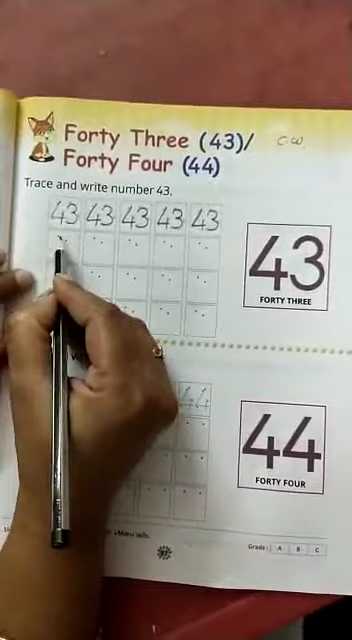 Forty Three (43)/
Forty Four (44)
C.W.
Trace and write number 43.
43 43 43 43 43
43
FORTY THREE
44
FORTY FOUR
Grade: A B C